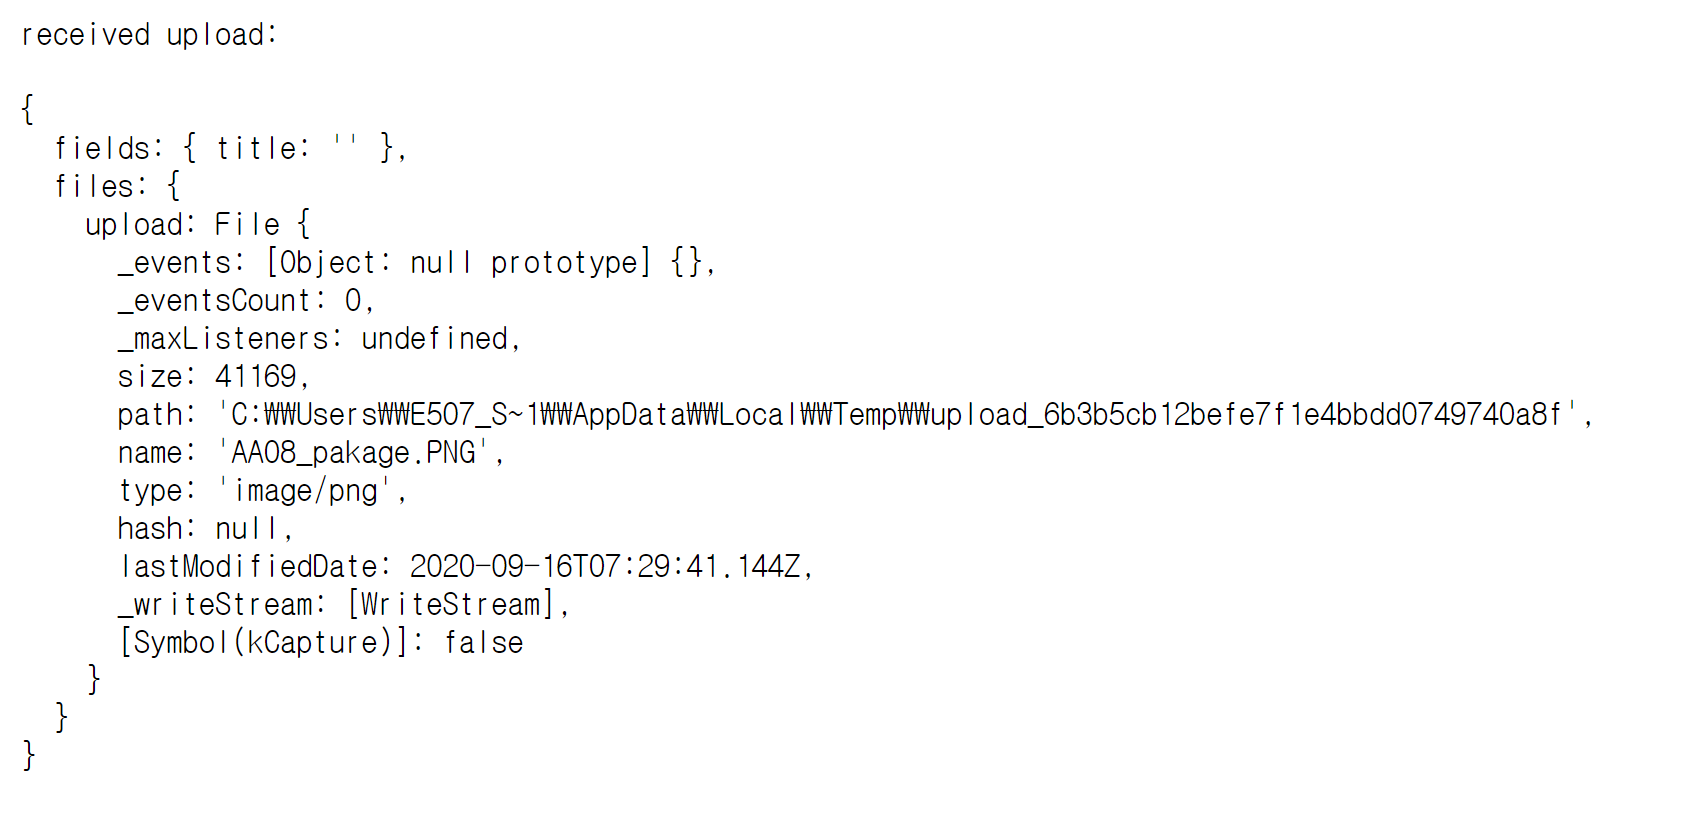 received upload:
{
fields: { title: '' },
files: {
upload: File {
_events: [Object: null prototype] {},
_eventsCount: 0,
_maxListeners: undefined,
size: 41169,
path: 'C:₩₩Users₩₩E507_S~1₩₩AppData₩₩Local₩₩Temp₩₩upload_6b3b5cb12befe7f1e4bbdd0749740a8f',
name: 'AA08_pakage.PNG',
type: 'image/png',
hash: null,
lastModifiedDate: 2020-09-16T07:29:41.144Z,
_writeStream: [WriteStream],
[Symbol(kCapture)]: false
}
}
}